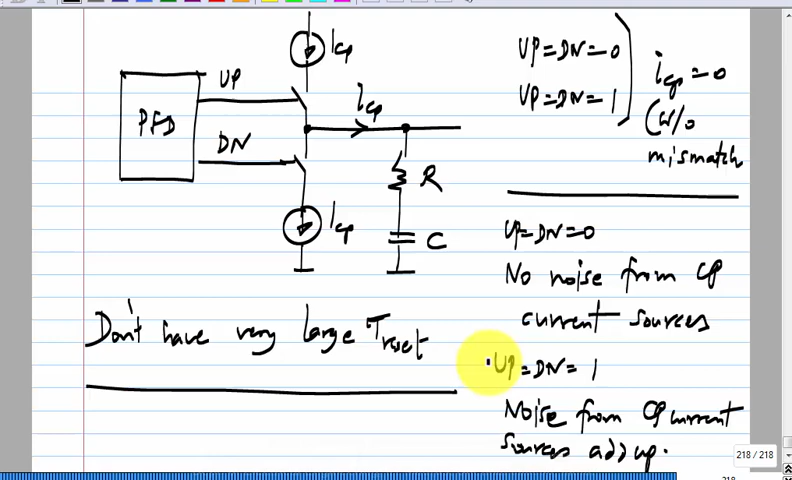 PFD
UP
DN
Icp
icp
R
C
Icp
UP=DN=0
UP=DN=1
icp=0
(w/o
mismatch
UP=DN=0
No noise from CP
current sources
UP=DN=1
Noise from CP current
sources add up.
Don't have very large Treset
218 / 218